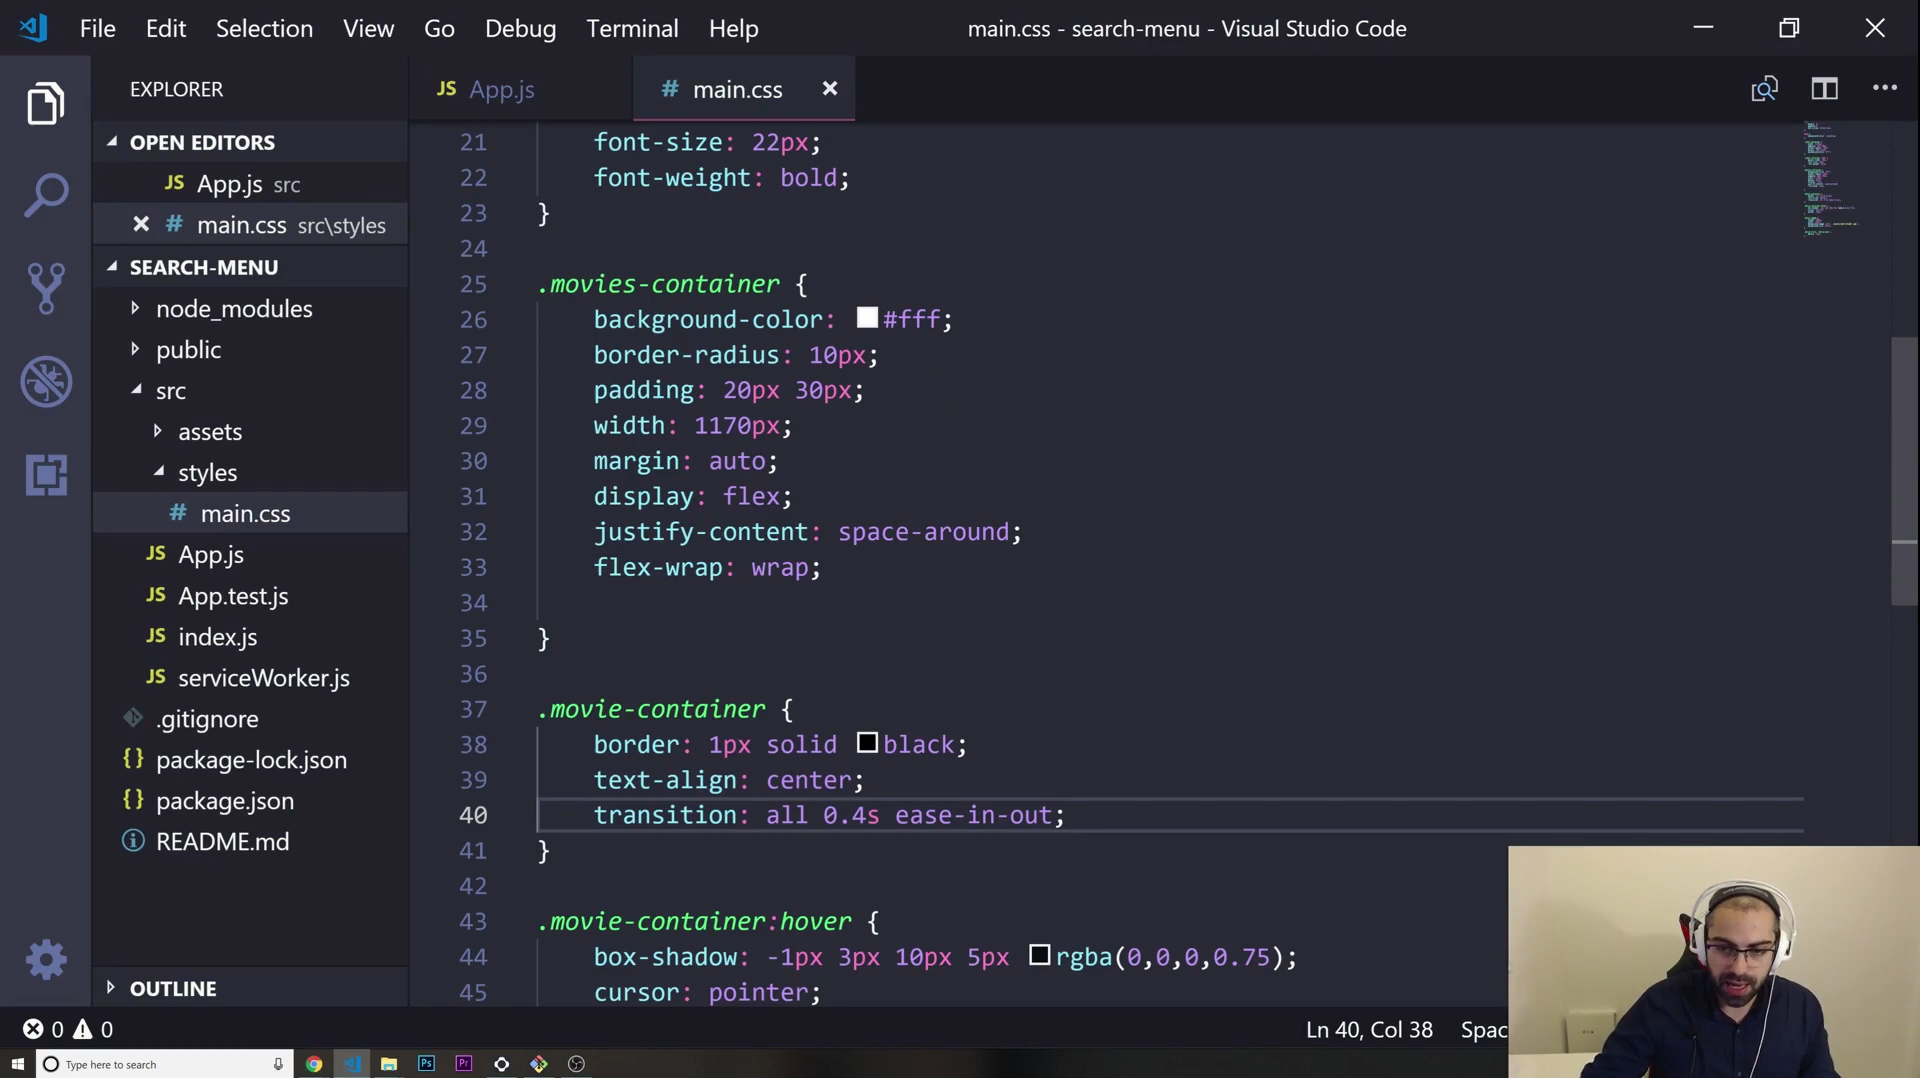 File Edit Selection View Go Debug Terminal Help
main.css - search-menu - Visual Studio Code
EXPLORER
OPEN EDITORS
JS App.js src
# main.css src\styles
SEARCH-MENU
node_modules
public
src
assets
styles
# main.css
JS App.js
JS App.test.js
JS index.js
JS serviceWorker.js
.gitignore
{} package-lock.json
{} package.json
README.md
OUTLINE
JS App.js
# main.css
21 font-size: 22px;
22 font-weight: bold;
23 }
24
25 .movies-container {
26 background-color: #fff;
27 border-radius: 10px;
28 padding: 20px 30px;
29 width: 1170px;
30 margin: auto;
31 display: flex;
32 justify-content: space-around;
33 flex-wrap: wrap;
34
35 }
36
37 .movie-container {
38 border: 1px solid black;
39 text-align: center;
40 transition: all 0.4s ease-in-out;
41 }
42
43 .movie-container:hover {
44 box-shadow: -1px 3px 10px 5px rgba(0,0,0,0.75);
45 cursor: pointer;
0 0
Ln 40, Col 38 Spac
Type here to search
Ps
Pr